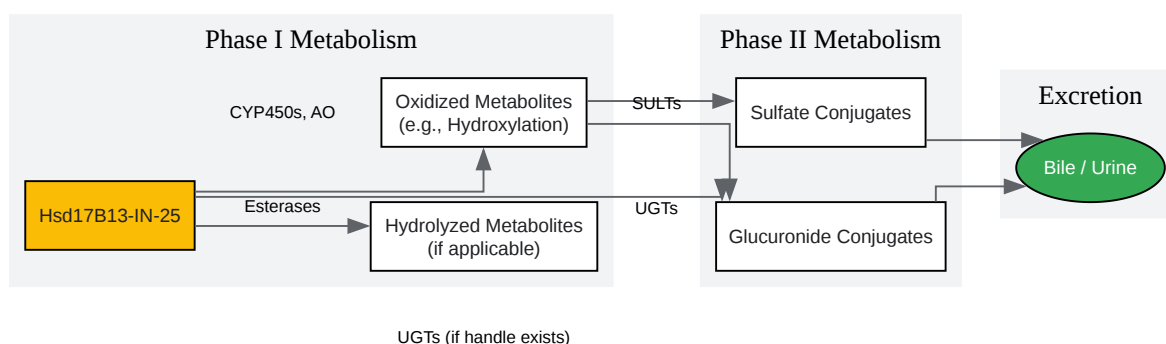 Phase I Metabolism
Phase II Metabolism
Excretion
CYP450s, AO
Oxidized Metabolites
(e.g., Hydroxylation)
SULTs
Sulfate Conjugates
Bile / Urine
Hsd17B13-IN-25
Esterases
Hydrolyzed Metabolites
(if applicable)
UGTs
Glucuronide Conjugates
UGTs (if handle exists)